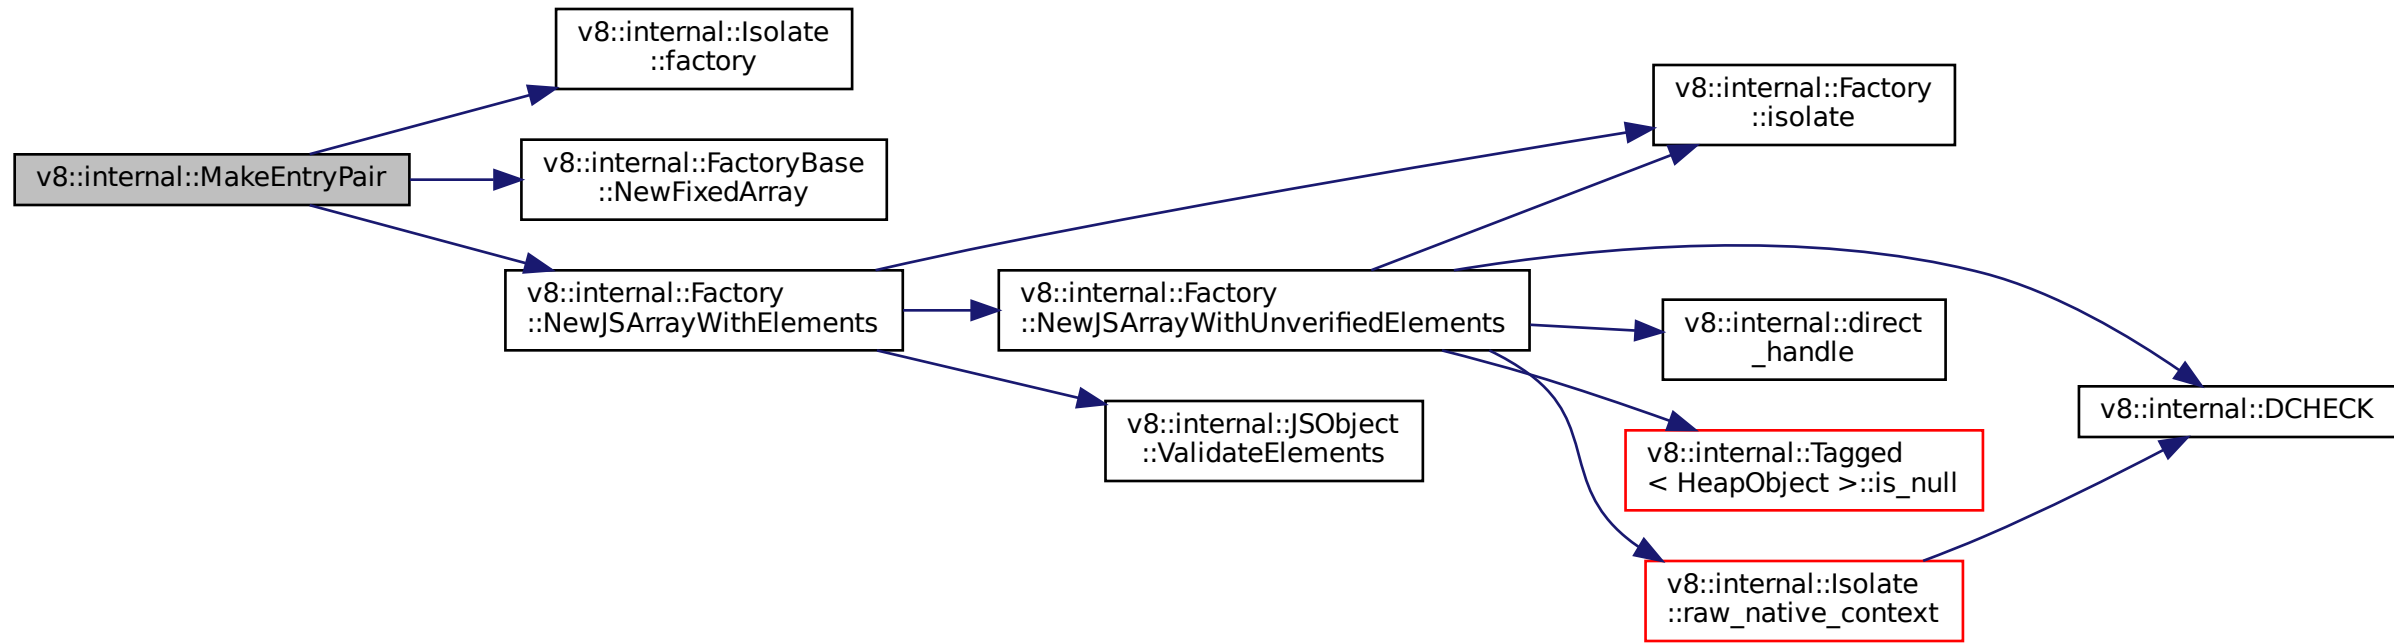 v8::internal::MakeEntryPair
v8::internal::Isolate
::factory
v8::internal::FactoryBase
::NewFixedArray
v8::internal::Factory
::NewJSArrayWithElements
v8::internal::Factory
::NewJSArrayWithUnverifiedElements
v8::internal::JSObject
::ValidateElements
v8::internal::Factory
::isolate
v8::internal::direct
_handle
v8::internal::Tagged
< HeapObject >::is_null
v8::internal::Isolate
::raw_native_context
v8::internal::DCHECK